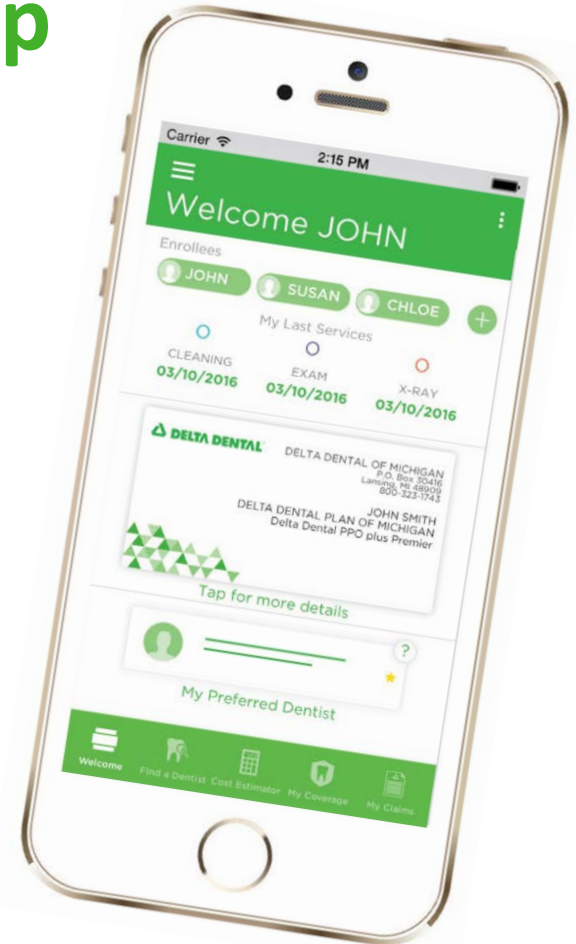 p
Carrier
2:15 PM
Welcome JOHN
Enrollees
JOHN SUSAN CHLOE
My Last Services
CLEANING EXAM X-RAY
03/10/2016 03/10/2016 03/10/2016
DELTA DENTAL
DELTA DENTAL OF MICHIGAN
P.O. Box 30416
Lansing, MI 48909
800-323-1743
JOHN SMITH
DELTA DENTAL PLAN OF MICHIGAN
Delta Dental PPO plus Premier
Tap for more details
?
My Preferred Dentist
Welcome Find a Dentist Cost Estimator My Coverage My Claims